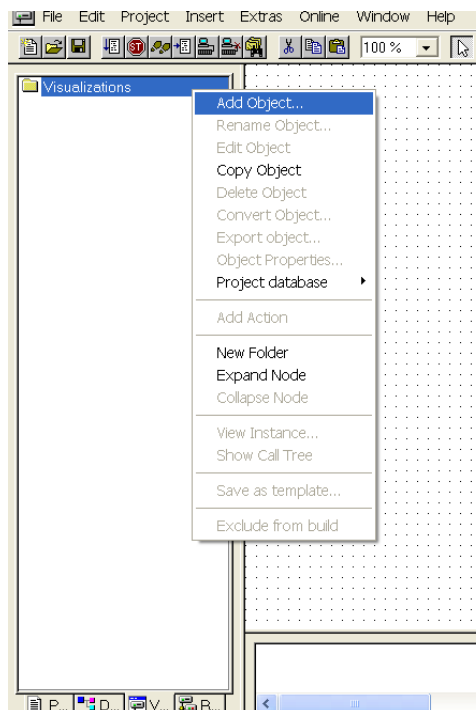 File Edit Project Insert Extras Online Window Help
100 %
Visualizations
Add Object...
Rename Object...
Edit Object
Copy Object
Delete Object
Convert Object...
Export object...
Object Properties...
Project database
Add Action
New Folder
Expand Node
Collapse Node
View Instance...
Show Call Tree
Save as template...
Exclude from build
P... D... V... R...